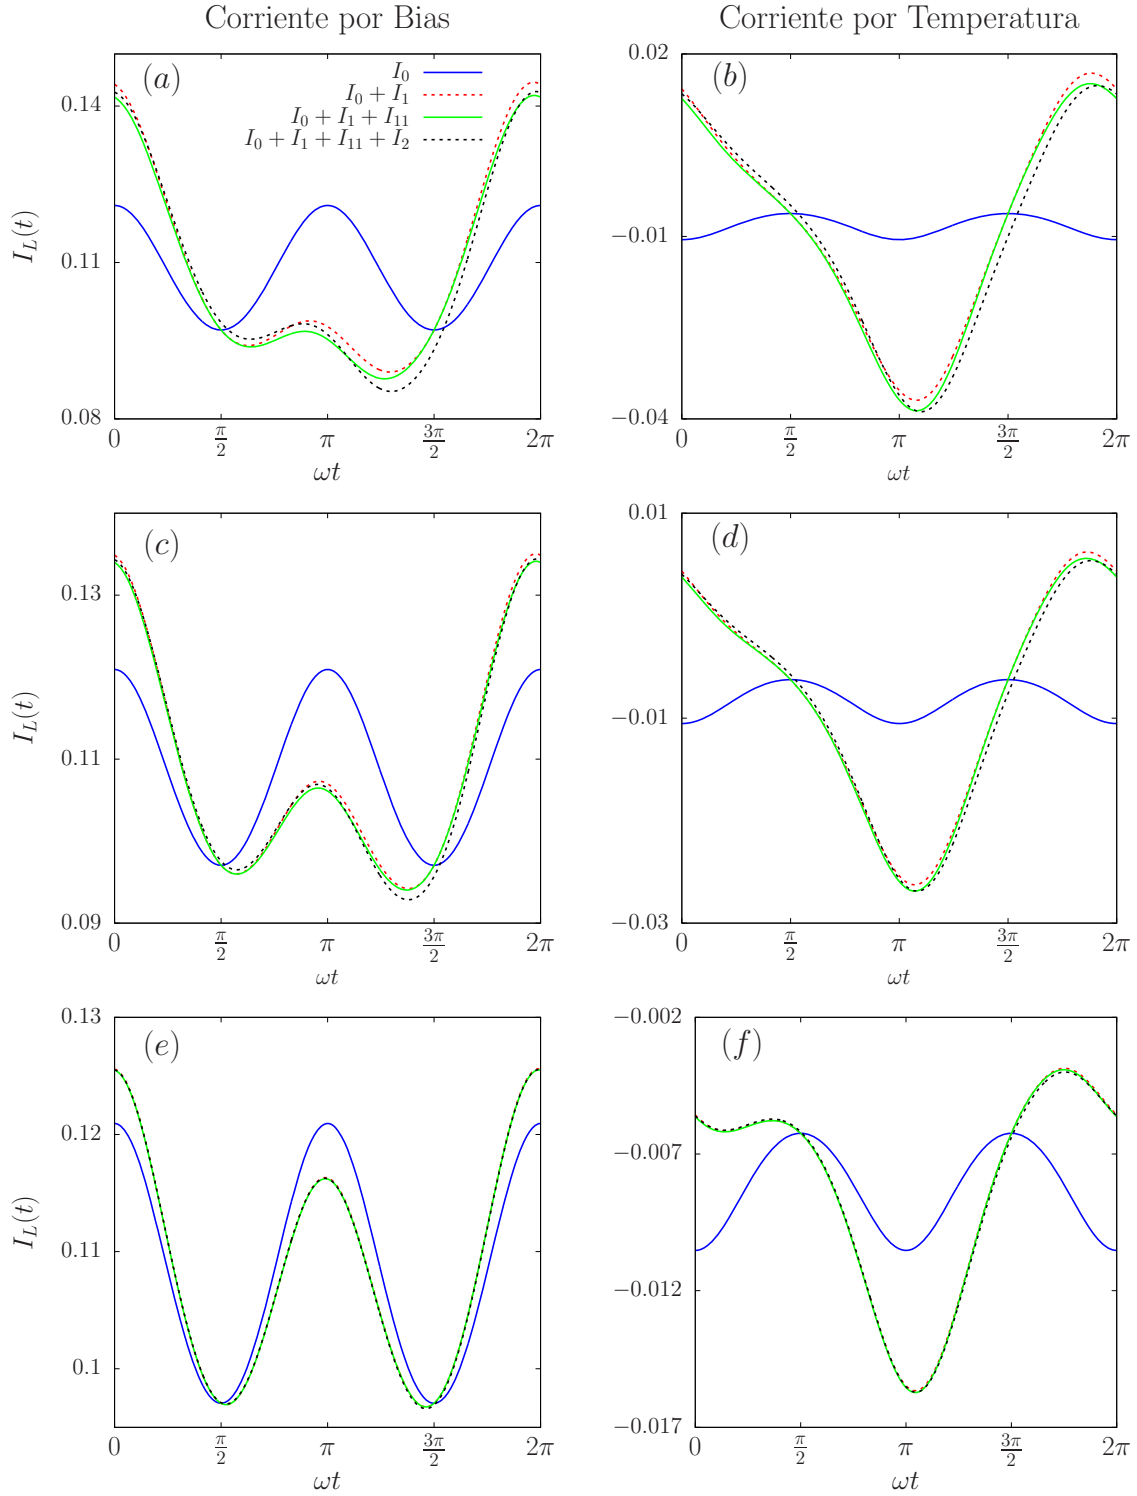 Corriente por Bias
Corriente por Temperatura
(a)
I₀
I₀ + I₁
I₀ + I₁ + I₁₁
I₀ + I₁ + I₁₁ + I₂
0.14
0.11
0.08
I_L(t)
0 π/2 π 3π/2 2π
ωt
(b)
0.02
−0.01
−0.04
0 π/2 π 3π/2 2π
ωt
(c)
0.13
0.11
0.09
I_L(t)
0 π/2 π 3π/2 2π
ωt
(d)
0.01
−0.01
−0.03
0 π/2 π 3π/2 2π
ωt
(e)
0.13
0.12
0.11
0.1
I_L(t)
0 π/2 π 3π/2 2π
ωt
(f)
−0.002
−0.007
−0.012
−0.017
0 π/2 π 3π/2 2π
ωt